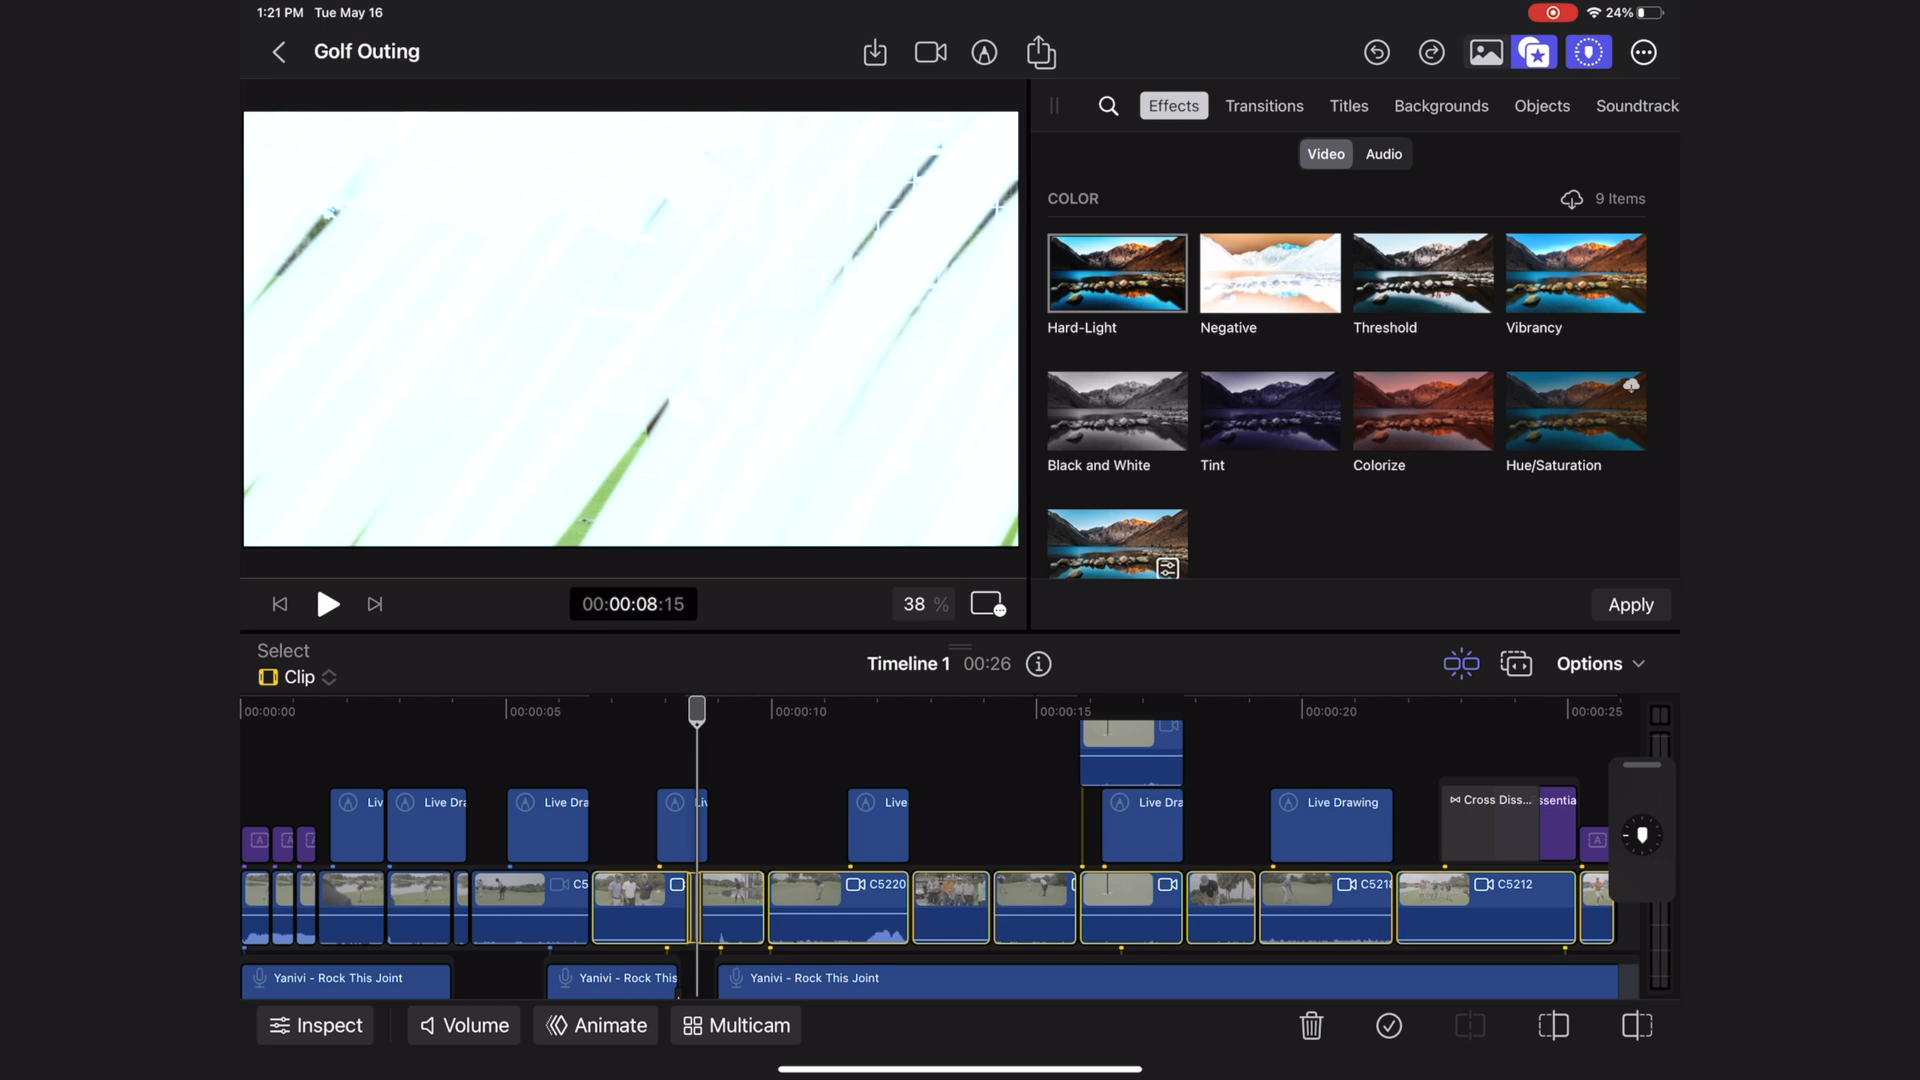 1:21 PM Tue May 16
24%
Golf Outing
Effects Transitions Titles Backgrounds Objects Soundtrack
Video Audio
COLOR 9 Items
Hard-Light Negative Threshold Vibrancy
Black and White Tint Colorize Hue/Saturation
00:00:08:15 38 %
Apply
Select
Clip
Timeline 1 00:26
Options
00:00:00 00:00:05 00:00:10 00:00:15 00:00:20 00:00:25
Liv Live Dra Live Dra Liv Live Live Dra Live Drawing Cross Diss... ssentia
C5 C5220 C5218 C5212
Yanivi - Rock This Joint Yanivi - Rock This Yanivi - Rock This Joint
Inspect Volume Animate Multicam